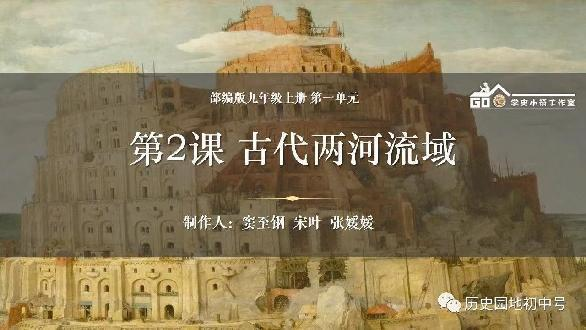 部编版九年级上册 第一单元
GO
学史小筑工作室
第2课 古代两河流域
制作人：窦至钢 宋叶 张媛媛
历史园地初中号